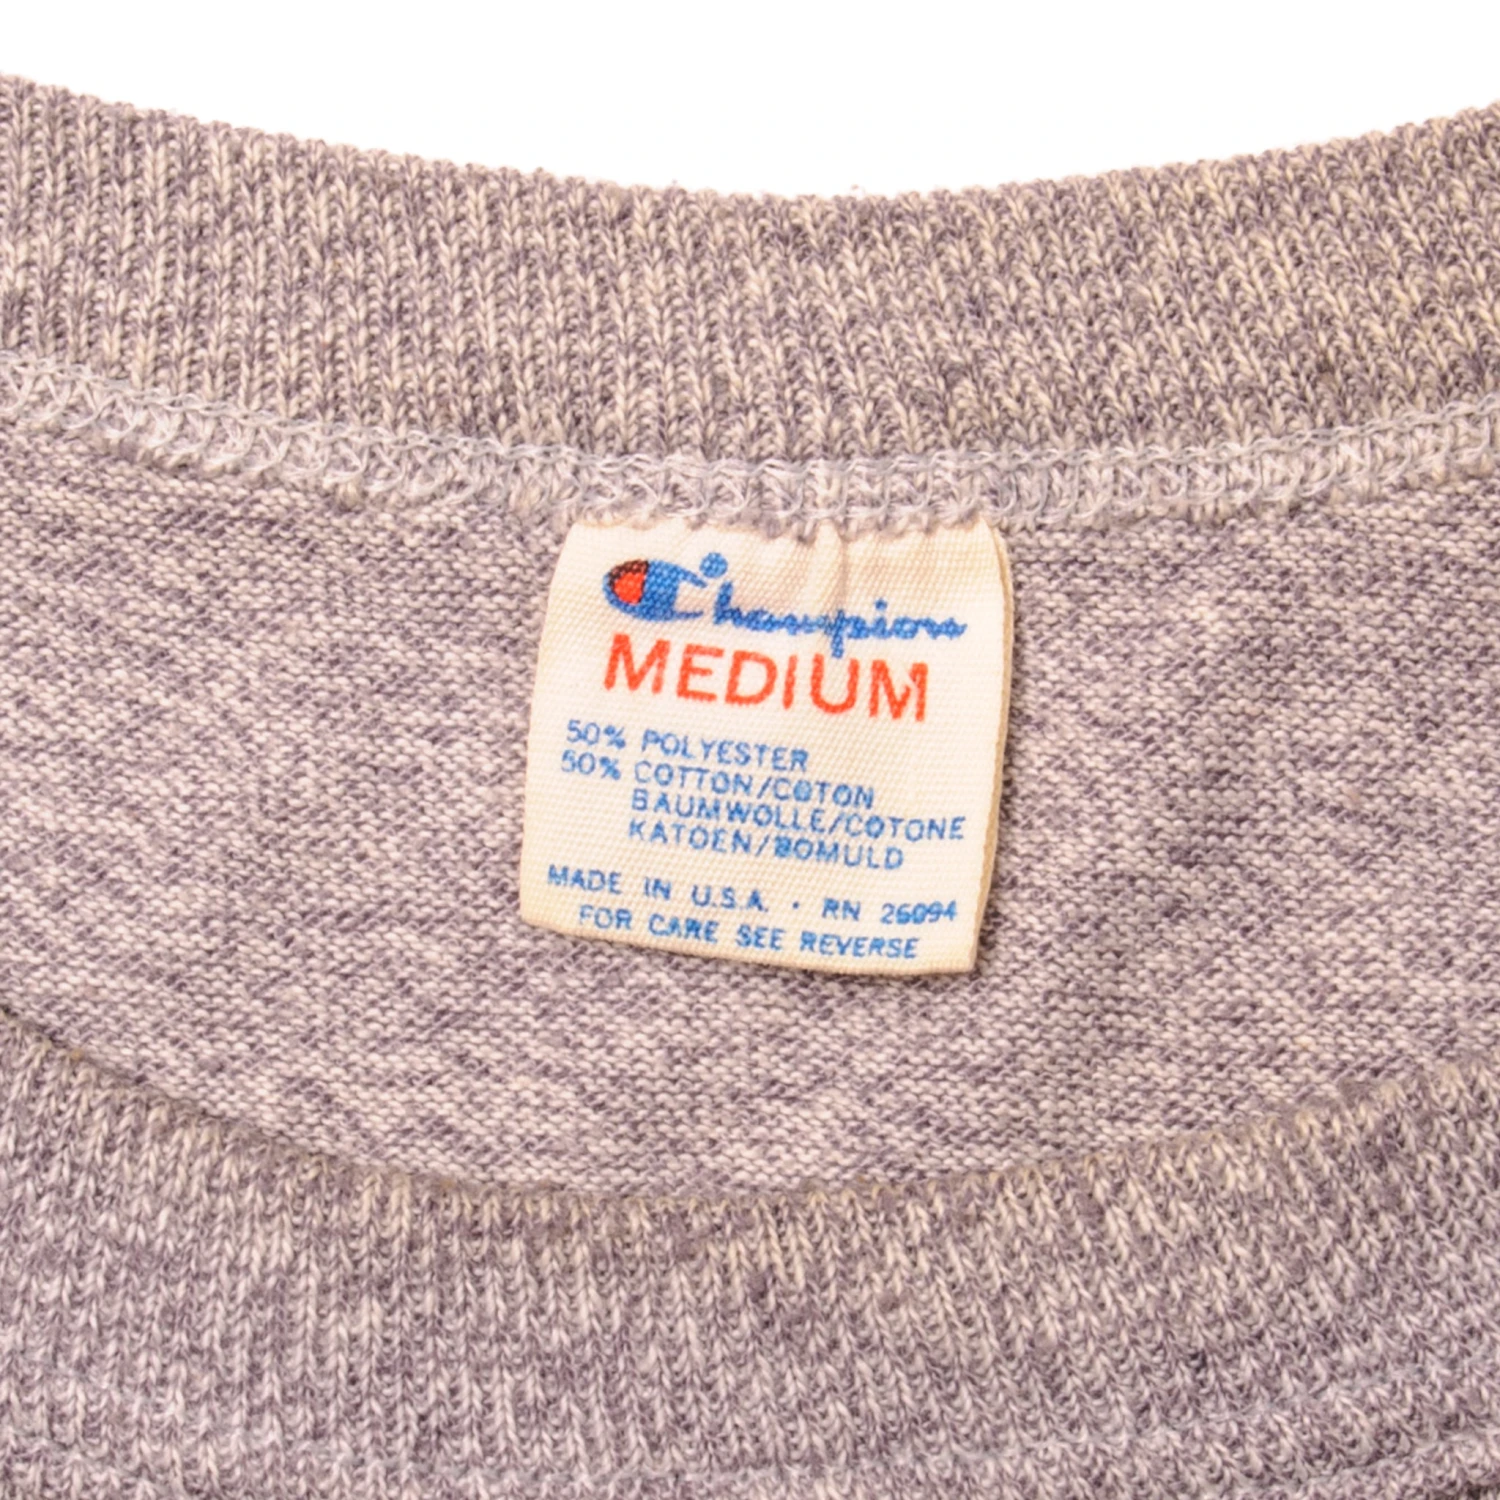 Champion
MEDIUM
50% POLYESTER
50% COTTON/COTON
BAUMWOLLE/COTONE
KATOEN/BOMULD
MADE IN U.S.A. · RN 26094
FOR CARE SEE REVERSE